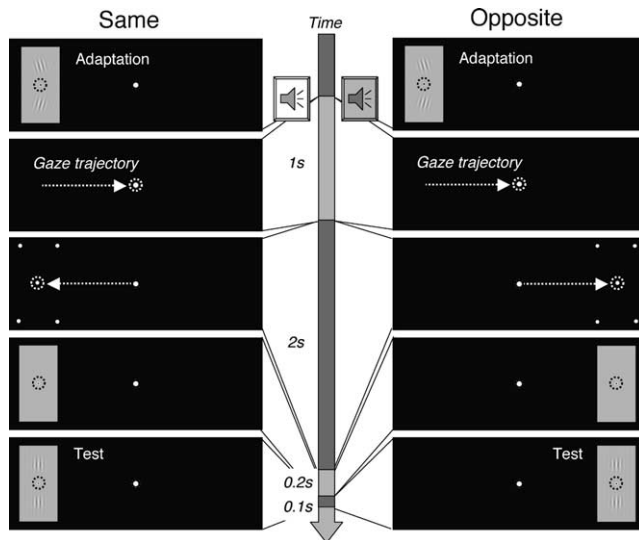 Same
Time
Opposite
Adaptation
Adaptation
Gaze trajectory
1s
Gaze trajectory
2s
Test
0.2s
0.1s
Test